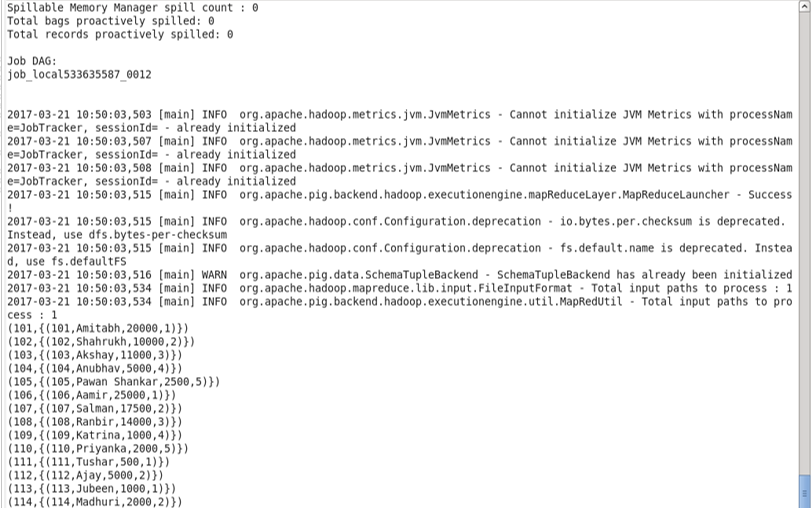 Spillable Memory Manager spill count : 0
Total bags proactively spilled: 0
Total records proactively spilled: 0
Job DAG:
job_local533635587_0012
2017-03-21 10:50:03,503 [main] INFO  org.apache.hadoop.metrics.jvm.JvmMetrics - Cannot initialize JVM Metrics with processNam
e=JobTracker, sessionId= - already initialized
2017-03-21 10:50:03,507 [main] INFO  org.apache.hadoop.metrics.jvm.JvmMetrics - Cannot initialize JVM Metrics with processNam
e=JobTracker, sessionId= - already initialized
2017-03-21 10:50:03,508 [main] INFO  org.apache.hadoop.metrics.jvm.JvmMetrics - Cannot initialize JVM Metrics with processNam
e=JobTracker, sessionId= - already initialized
2017-03-21 10:50:03,515 [main] INFO  org.apache.pig.backend.hadoop.executionengine.mapReduceLayer.MapReduceLauncher - Success
!
2017-03-21 10:50:03,515 [main] INFO  org.apache.hadoop.conf.Configuration.deprecation - io.bytes.per.checksum is deprecated.
Instead, use dfs.bytes-per-checksum
2017-03-21 10:50:03,515 [main] INFO  org.apache.hadoop.conf.Configuration.deprecation - fs.default.name is deprecated. Instea
d, use fs.defaultFS
2017-03-21 10:50:03,516 [main] WARN  org.apache.pig.data.SchemaTupleBackend - SchemaTupleBackend has already been initialized
2017-03-21 10:50:03,534 [main] INFO  org.apache.hadoop.mapreduce.lib.input.FileInputFormat - Total input paths to process : 1
2017-03-21 10:50:03,534 [main] INFO  org.apache.pig.backend.hadoop.executionengine.util.MapRedUtil - Total input paths to pro
cess : 1
(101,{(101,Amitabh,20000,1)})
(102,{(102,Shahrukh,10000,2)})
(103,{(103,Akshay,11000,3)})
(104,{(104,Anubhav,5000,4)})
(105,{(105,Pawan Shankar,2500,5)})
(106,{(106,Aamir,25000,1)})
(107,{(107,Salman,17500,2)})
(108,{(108,Ranbir,14000,3)})
(109,{(109,Katrina,1000,4)})
(110,{(110,Priyanka,2000,5)})
(111,{(111,Tushar,500,1)})
(112,{(112,Ajay,5000,2)})
(113,{(113,Jubeen,1000,1)})
(114,{(114,Madhuri,2000,2)})